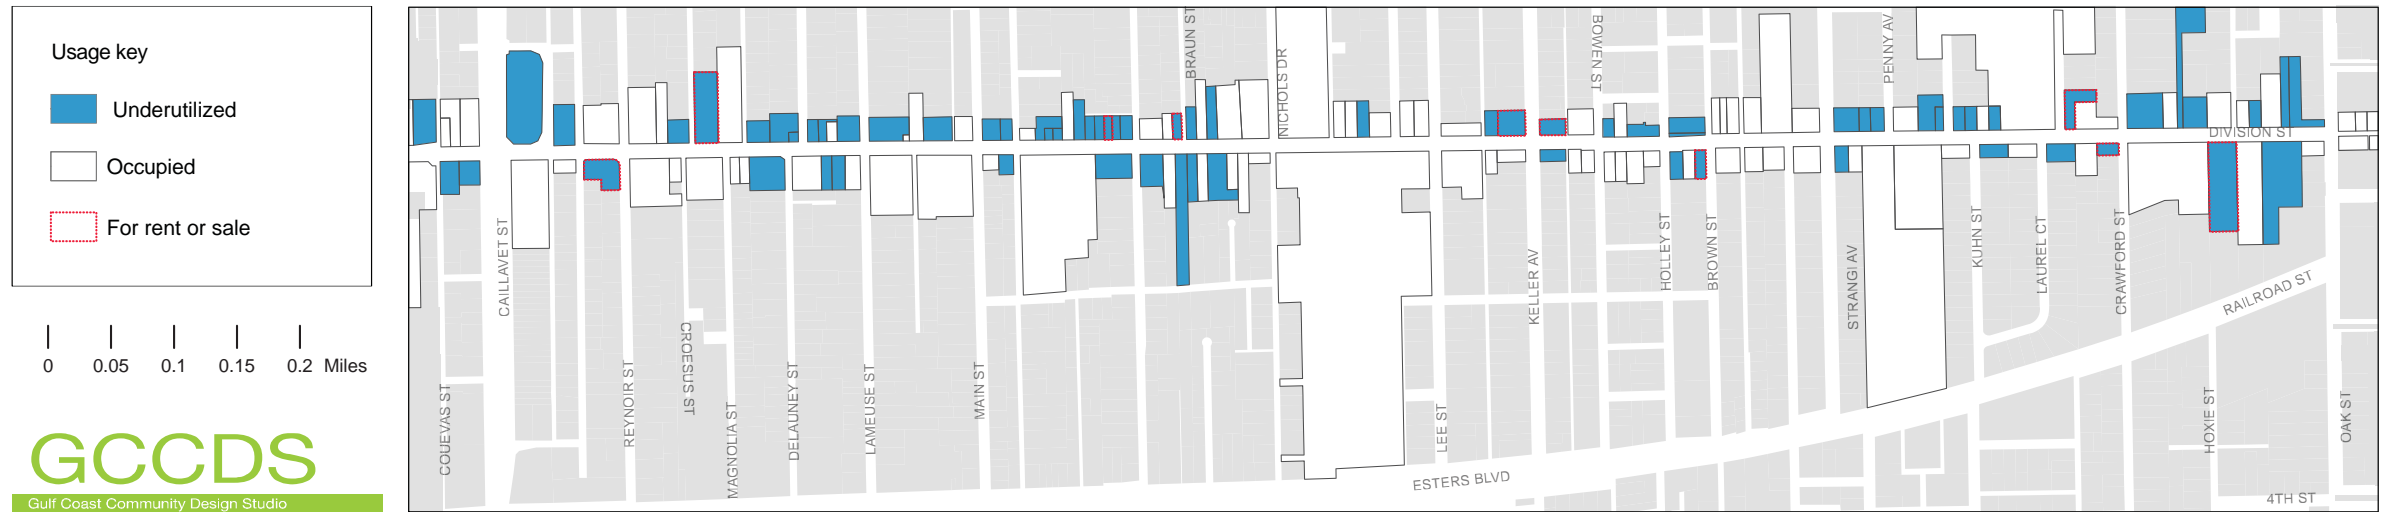 Usage key
Underutilized
Occupied
For rent or sale
0 0.05 0.1 0.15 0.2 Miles
GCCDS
Gulf Coast Community Design Studio
COUEVAS ST
CAILLAVET ST
REYNOIR ST
CROESUS ST
MAGNOLIA ST
DELAUNEY ST
LAMEUSE ST
MAIN ST
BRAUN ST
NICHOLS DR
LEE ST
ESTERS BLVD
KELLER AV
BOWEN ST
HOLLEY ST
BROWN ST
STRANGI AV
PENNY AV
KUHN ST
LAUREL CT
CRAWFORD ST
DIVISION ST
RAILROAD ST
HOXIE ST
OAK ST
4TH ST